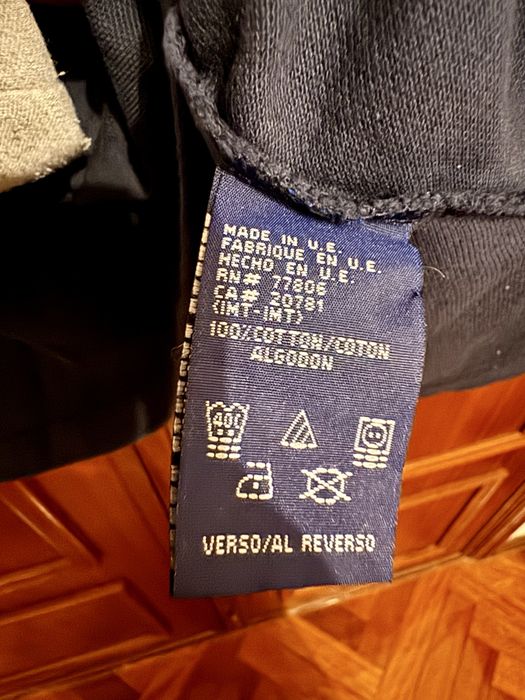 MADE IN U.E.
FABRIQUE EN U.E.
HECHO EN U.E.
RN# 77806
CA# 20781
(IMT-IMT)
100% COTTON/COTON
ALGODON
40C
VERSO/AL REVERSO